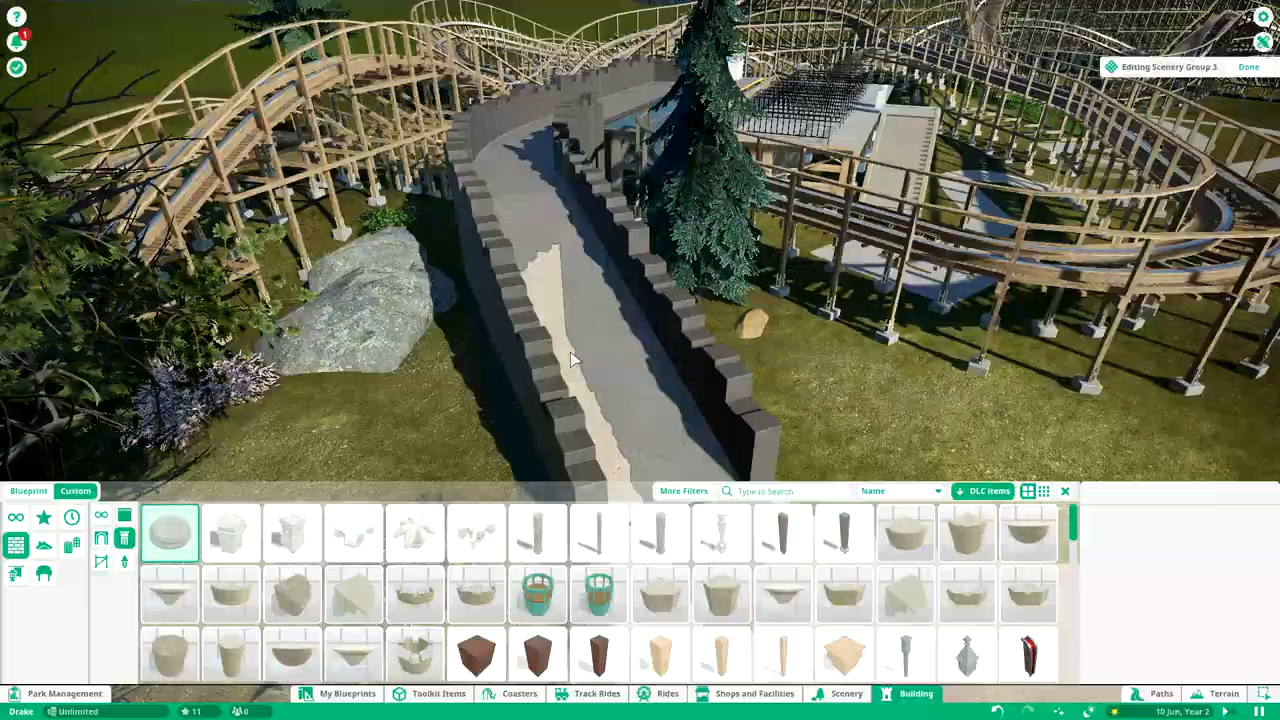 ?
1
Editing Scenery Group 3 Done
Blueprint Custom More Filters Type to Search Name DLC items
Park Management My Blueprints Toolkit Items Coasters Track Rides Rides Shops and Facilities Scenery Building Paths Terrain
Drake Unlimited 11 0 10 Jun, Year 2